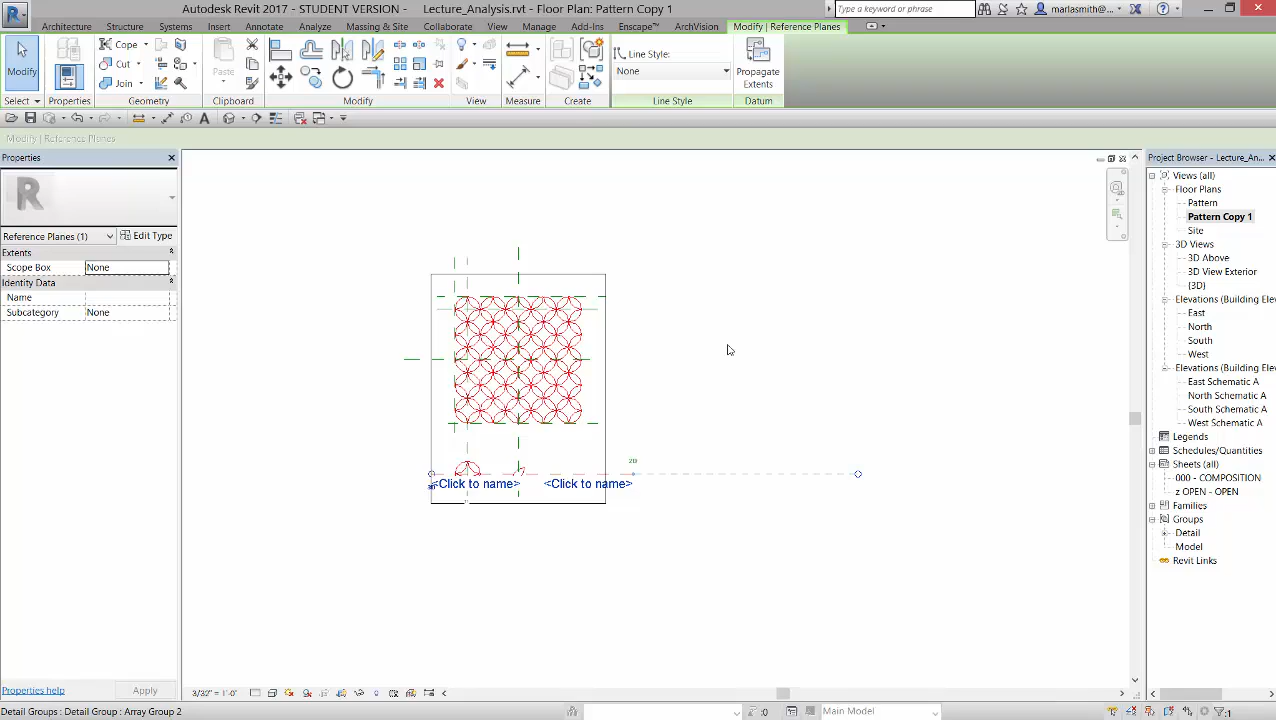 Autodesk Revit 2017 - STUDENT VERSION - Lecture_Analysis.rvt - Floor Plan: Pattern Copy 1
Type a keyword or phrase
marlasmith@...
Architecture Structure Systems Annotate Analyze Massing & Site Collaborate View Manage Add-Ins Enscape™ ArchVision Modify | Reference Planes
Modify
Cope
Cut
Join
Paste
Line Style:
None
Propagate
Extents
Select Properties Geometry Clipboard Modify View Measure Create Line Style Datum
Modify | Reference Planes
Properties
Reference Planes (1) Edit Type
Extents
Scope Box None
Identity Data
Name
Subcategory None
20
<Click to name> <Click to name>
Project Browser - Lecture_An...
Views (all)
Floor Plans
Pattern
Pattern Copy 1
Site
3D Views
3D Above
3D View Exterior
{3D}
Elevations (Building Ele
East
North
South
West
Elevations (Building Ele
East Schematic A
North Schematic A
South Schematic A
West Schematic A
Legends
Schedules/Quantities
Sheets (all)
000 - COMPOSITION
z OPEN - OPEN
Families
Groups
Detail
Model
Revit Links
Properties help Apply
3/32" = 1'-0"
Detail Groups : Detail Group : Array Group 2
:0
Main Model
:1